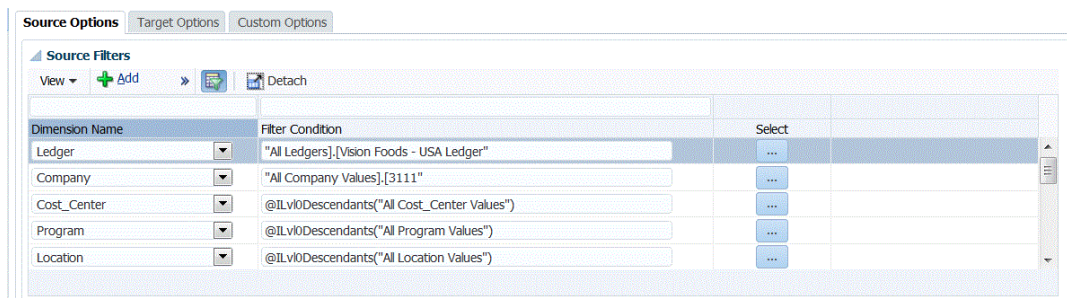 Source Options Target Options Custom Options
Source Filters
View Add » Detach
Dimension Name Filter Condition Select
Ledger "All Ledgers].[Vision Foods - USA Ledger" ...
Company "All Company Values].[3111" ...
Cost_Center @ILvl0Descendants("All Cost_Center Values") ...
Program @ILvl0Descendants("All Program Values") ...
Location @ILvl0Descendants("All Location Values") ...